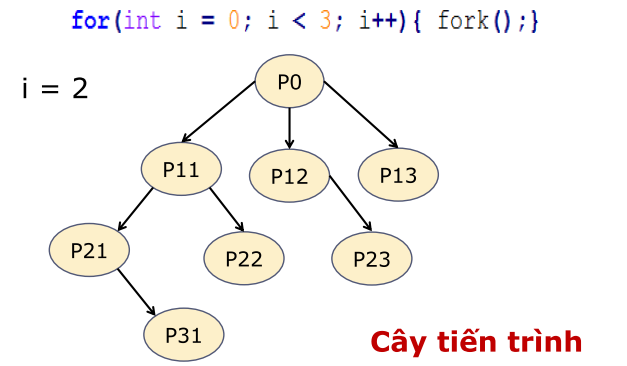 for(int i = 0; i < 3; i++){ fork();}
i = 2
P0
P11
P12
P13
P21
P22
P23
P31
Cây tiến trình